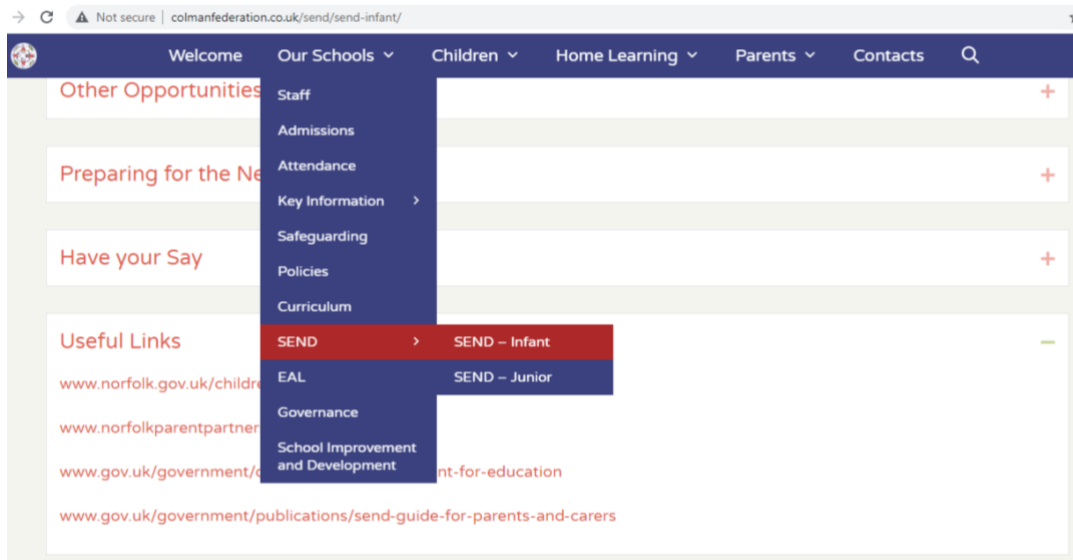 Not secure | colmanfederation.co.uk/send/send-infant/
Welcome Our Schools Children Home Learning Parents Contacts
Other Opportunities
Staff
Admissions
Preparing for the Ne
Attendance
Key Information
Safeguarding
Have your Say
Policies
Curriculum
Useful Links
SEND
SEND – Infant
EAL
SEND – Junior
www.norfolk.gov.uk/childre
Governance
www.norfolkparentpartner
School Improvement
and Development
www.gov.uk/government/ nt-for-education
www.gov.uk/government/publications/send-guide-for-parents-and-carers